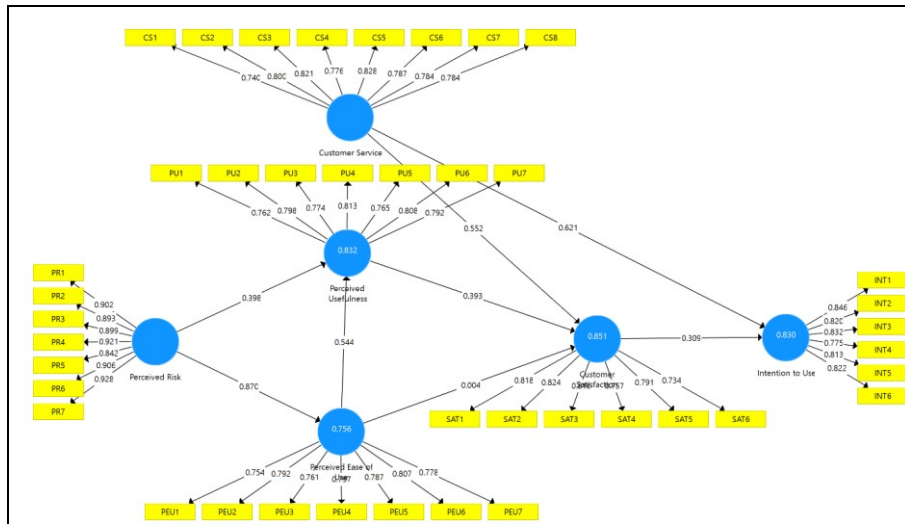 CS1 CS2 CS3 CS4 CS5 CS6 CS7 CS8
0.740 0.800 0.821 0.776 0.828 0.787 0.784 0.784
Customer Service
PU1 PU2 PU3 PU4 PU5 PU6 PU7
0.762 0.798 0.774 0.813 0.765 0.808 0.792
0.552
0.621
0.832
Perceived
Usefulness
PR1
PR2
PR3
PR4
PR5
PR6
PR7
0.902
0.893
0.899
0.921
0.842
0.906
0.928
Perceived Risk
0.398
0.393
0.544
0.870
0.004
0.851
Customer
Satisfaction
0.309
0.830
Intention to Use
INT1
INT2
INT3
INT4
INT5
INT6
0.846
0.820
0.832
0.775
0.813
0.822
0.818 0.824 0.791 0.734
SAT1 SAT2 SAT3 SAT4 SAT5 SAT6
0.756
Perceived Ease of
Use
0.754 0.792 0.761 0.787 0.807 0.778
PEU1 PEU2 PEU3 PEU4 PEU5 PEU6 PEU7